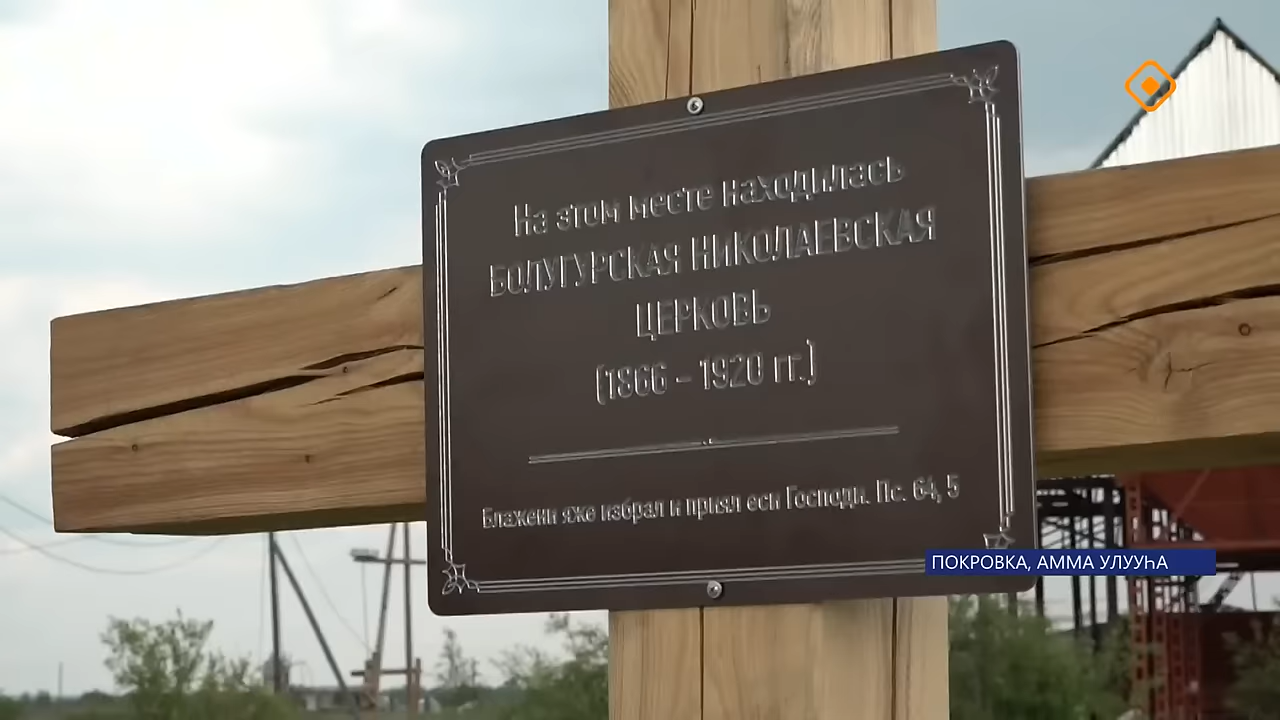 На этом месте находилась
БОЛУГУРСКАЯ НИКОЛАЕВСКАЯ
ЦЕРКОВЬ
(1866 – 1920 гг.)
Блажени яже избрал и приял еси Господи. Пс. 64, 5
ПОКРОВКА, АММА УЛУУҺА